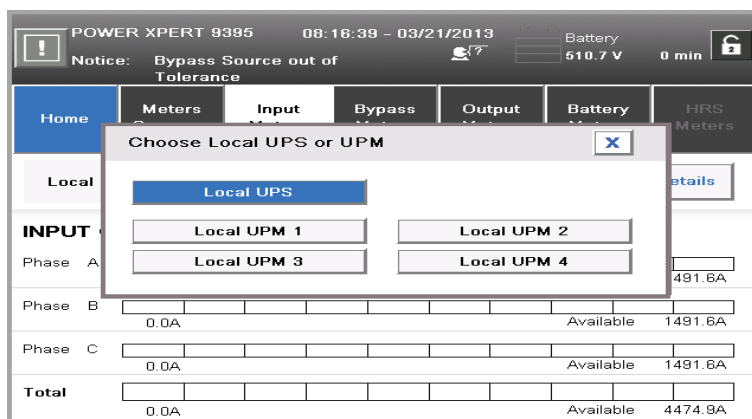 POWER XPERT 9395 08:16:39 - 03/21/2013 Battery
Notice: Bypass Source out of Tolerance 510.7 V 0 min 2
Home Meters Input Bypass Output Battery HRS Meters
Choose Local UPS or UPM X
Local etails
Local UPS
INPUT Local UPM 1 Local UPM 2
Phase A Local UPM 3 Local UPM 4
491.6A
Phase B
0.0A Available 1491.6A
Phase C
0.0A Available 1491.6A
Total
0.0A Available 4474.9A